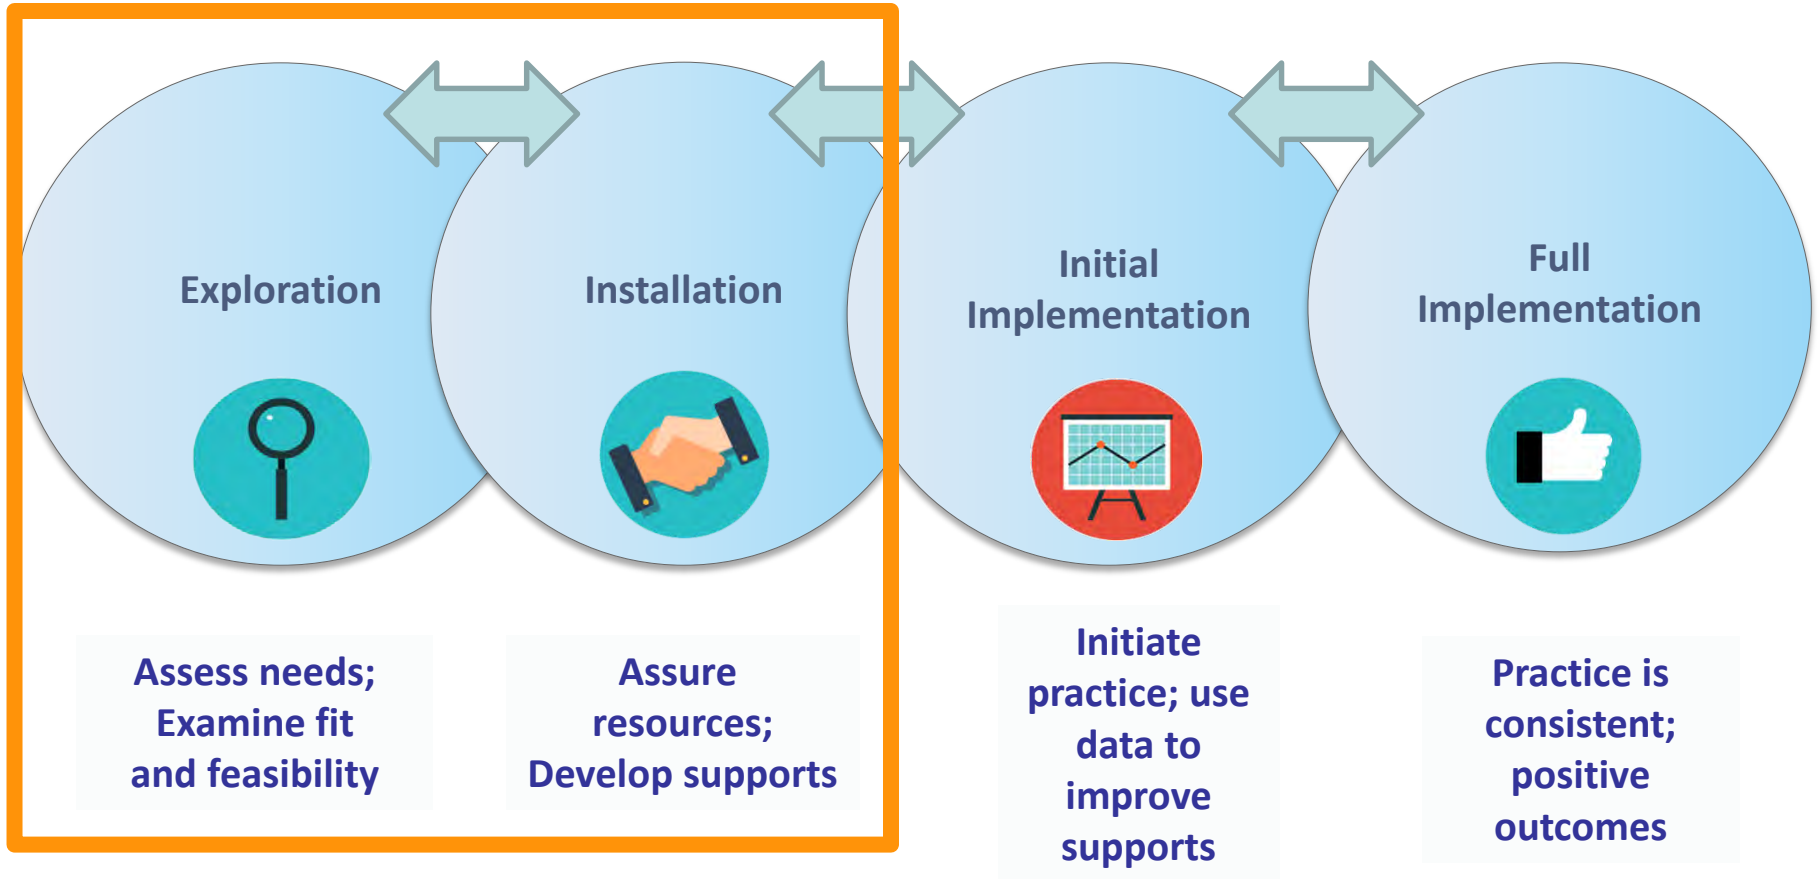 Exploration
Installation
Initial
Implementation
Full
Implementation
Assess needs;
Examine fit
and feasibility
Assure
resources;
Develop supports
Initiate
practice; use
data to
improve
supports
Practice is
consistent;
positive
outcomes